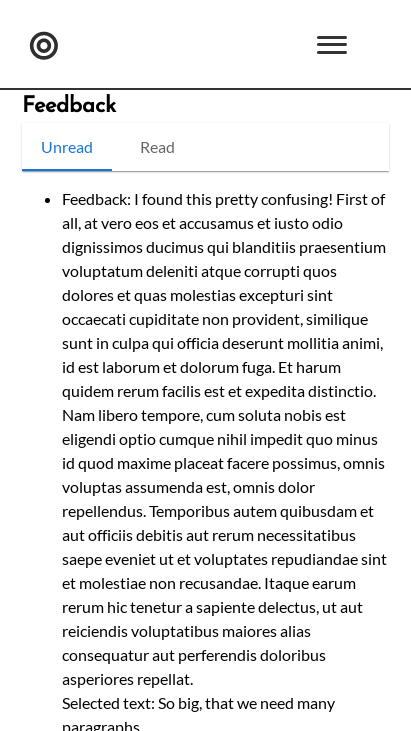 Feedback
Unread
Read
Feedback: I found this pretty confusing! First of
all, at vero eos et accusamus et iusto odio
dignissimos ducimus qui blanditiis praesentium
voluptatum deleniti atque corrupti quos
dolores et quas molestias excepturi sint
occaecati cupiditate non provident, similique
sunt in culpa qui officia deserunt mollitia animi,
id est laborum et dolorum fuga. Et harum
quidem rerum facilis est et expedita distinctio.
Nam libero tempore, cum soluta nobis est
eligendi optio cumque nihil impedit quo minus
id quod maxime placeat facere possimus, omnis
voluptas assumenda est, omnis dolor
repellendus. Temporibus autem quibusdam et
aut officiis debitis aut rerum necessitatibus
saepe eveniet ut et voluptates repudiandae sint
et molestiae non recusandae. Itaque earum
rerum hic tenetur a sapiente delectus, ut aut
reiciendis voluptatibus maiores alias
consequatur aut perferendis doloribus
asperiores repellat.
Selected text: So big, that we need many
paragraphs